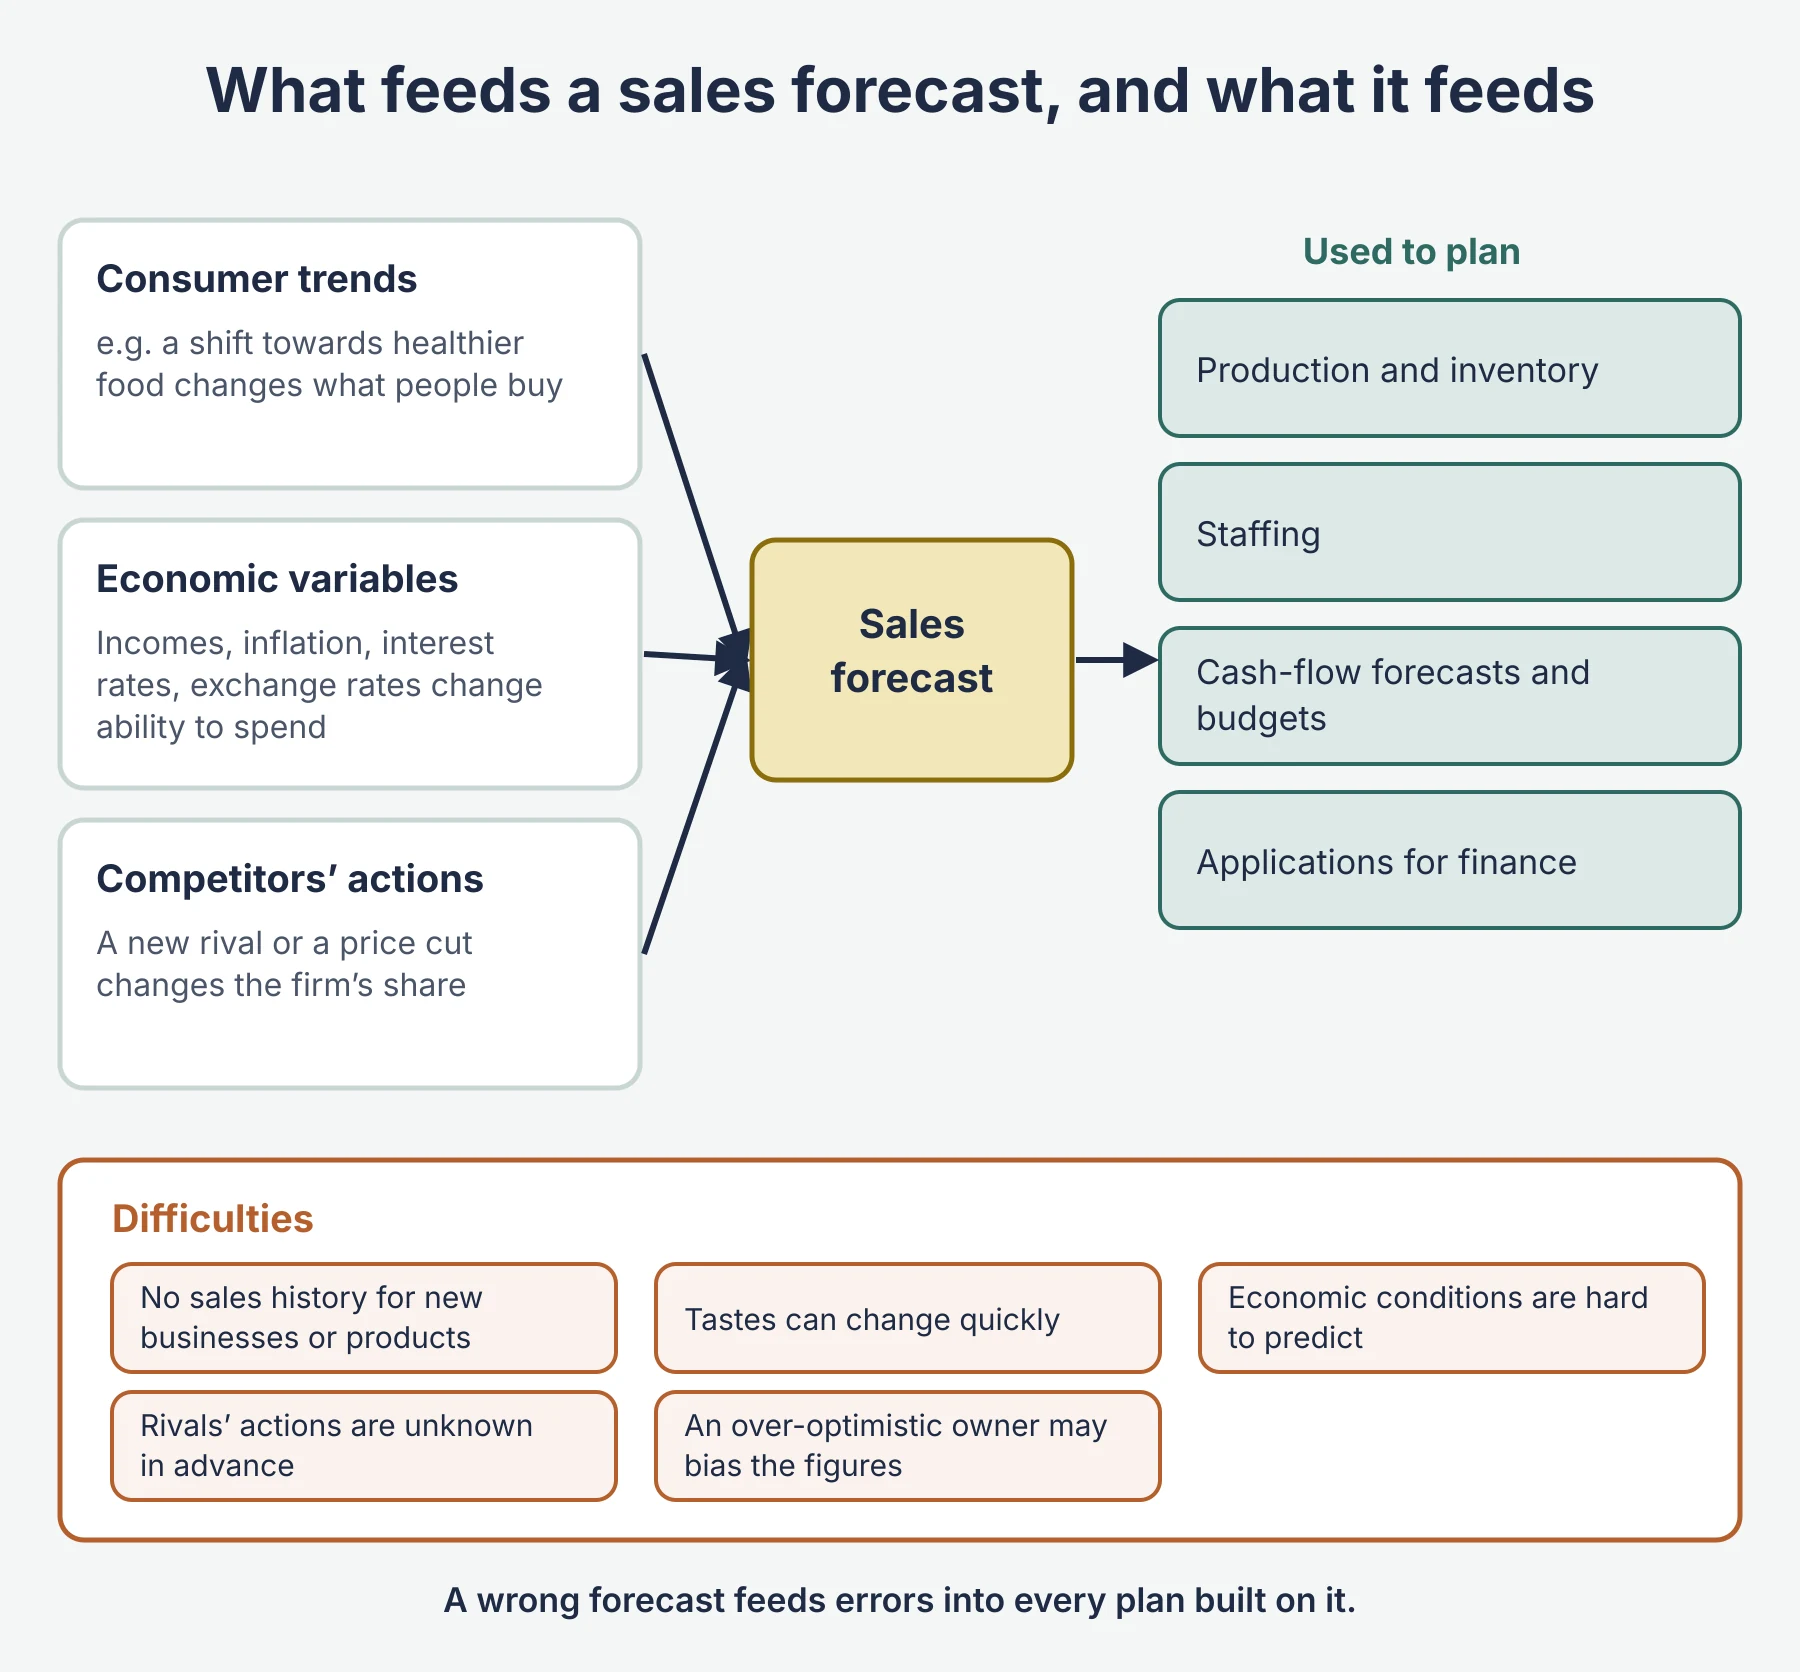 What feeds a sales forecast, and what it feeds
Consumer trends
e.g. a shift towards healthier
food changes what people buy
Economic variables
Incomes, inflation, interest
rates, exchange rates change
ability to spend
Competitors’ actions
A new rival or a price cut
changes the firm’s share
Sales
forecast
Used to plan
Production and inventory
Staffing
Cash-flow forecasts and
budgets
Applications for finance
Difficulties
No sales history for new
businesses or products
Tastes can change quickly
Economic conditions are hard
to predict
Rivals’ actions are unknown
in advance
An over-optimistic owner may
bias the figures
A wrong forecast feeds errors into every plan built on it.